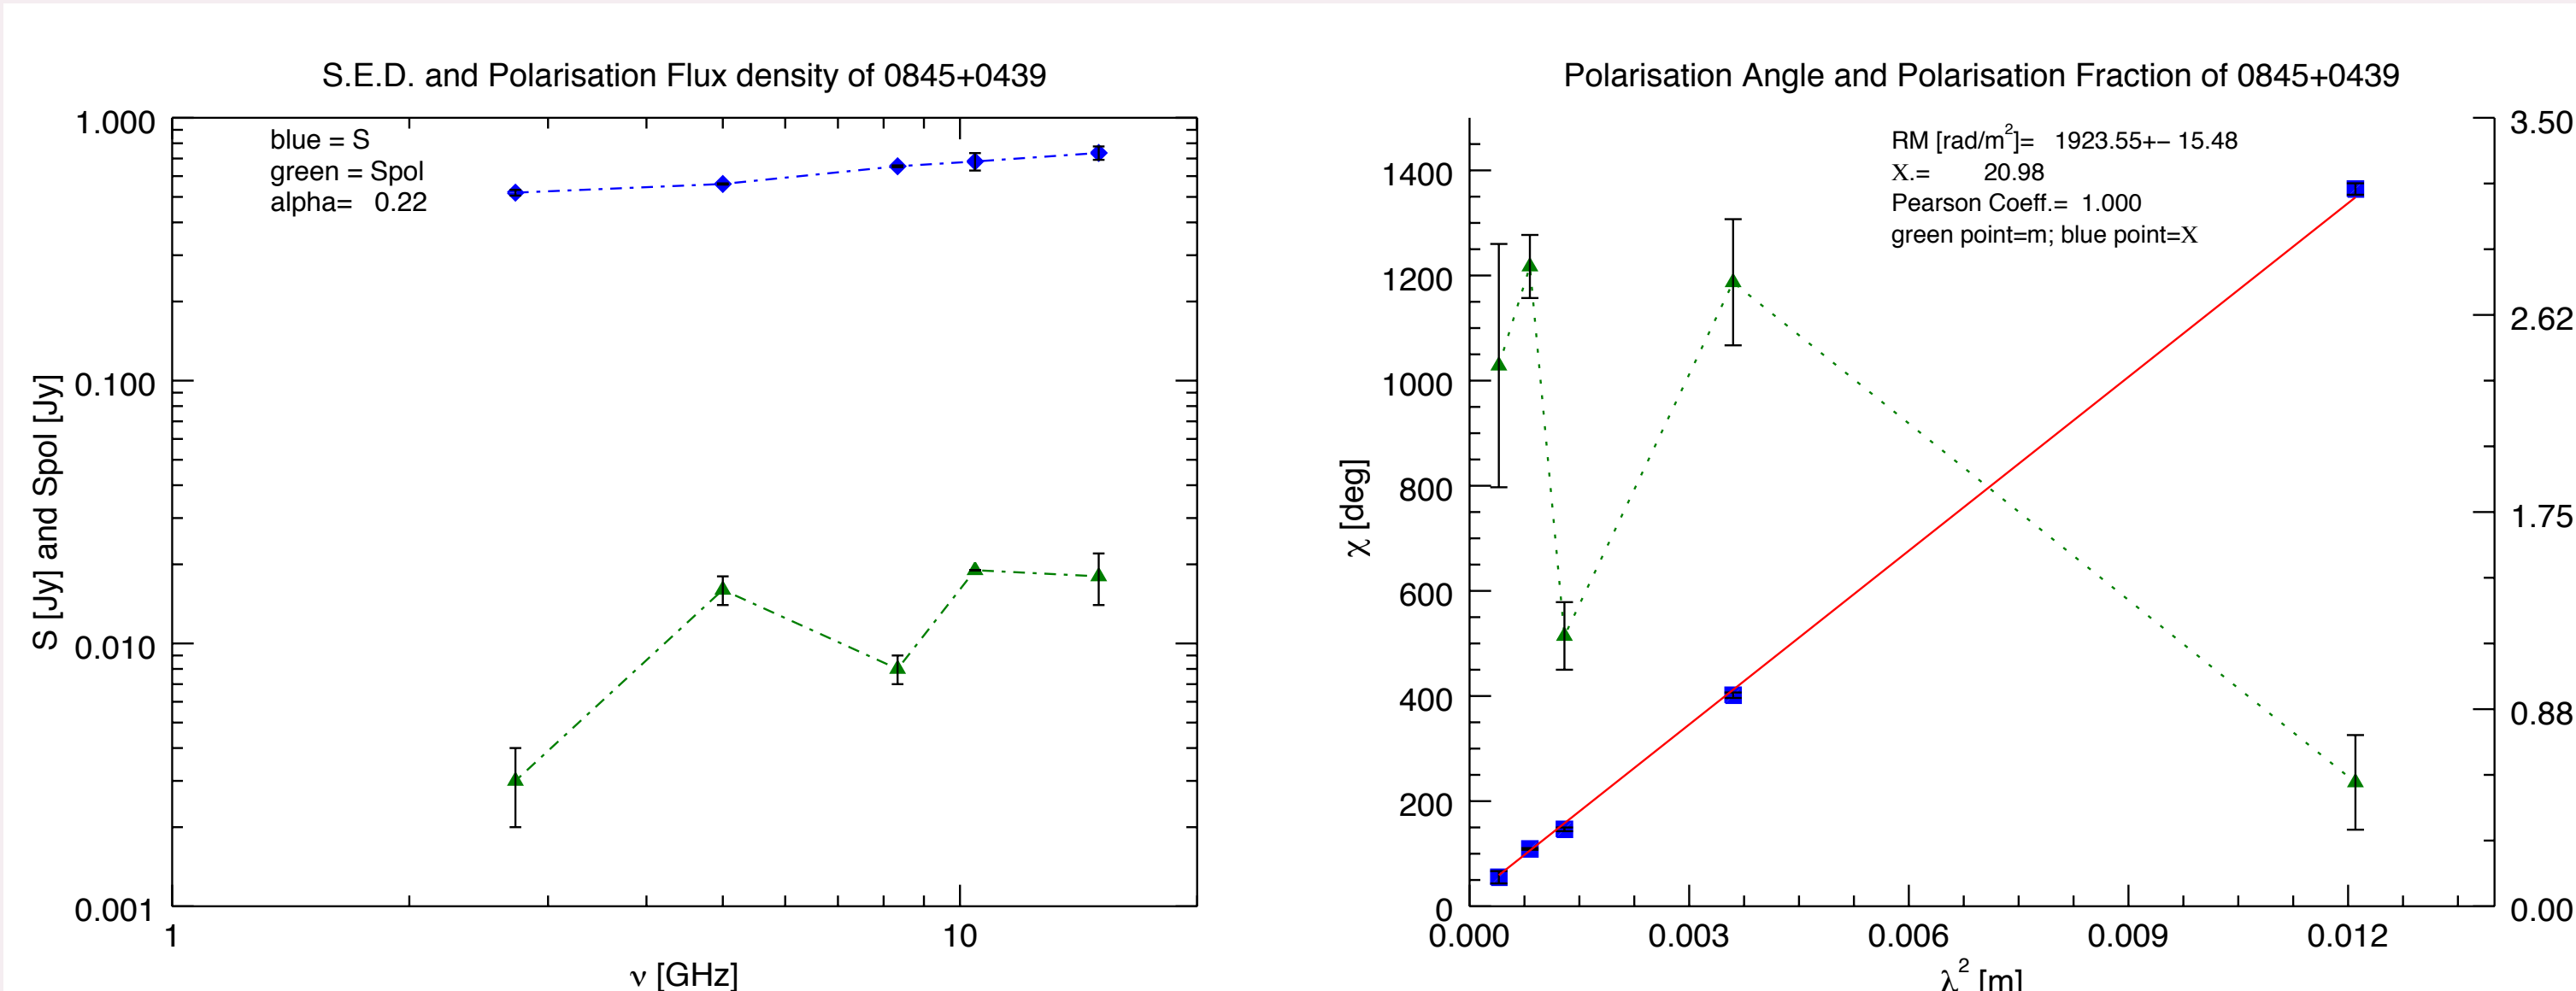 S.E.D. and Polarisation Flux density of 0845+0439
blue = S
green = Spol
alpha= 0.22
1.000
0.100
0.010
0.001
S [Jy] and Spol [Jy]
1
10
ν [GHz]
Polarisation Angle and Polarisation Fraction of 0845+0439
RM [rad/m²]= 1923.55+− 15.48
X.= 20.98
Pearson Coeff.= 1.000
green point=m; blue point=X
1400
1200
1000
800
600
400
200
0
χ [deg]
3.50
2.62
1.75
0.88
0.00
0.000
0.003
0.006
0.009
0.012
λ² [m]